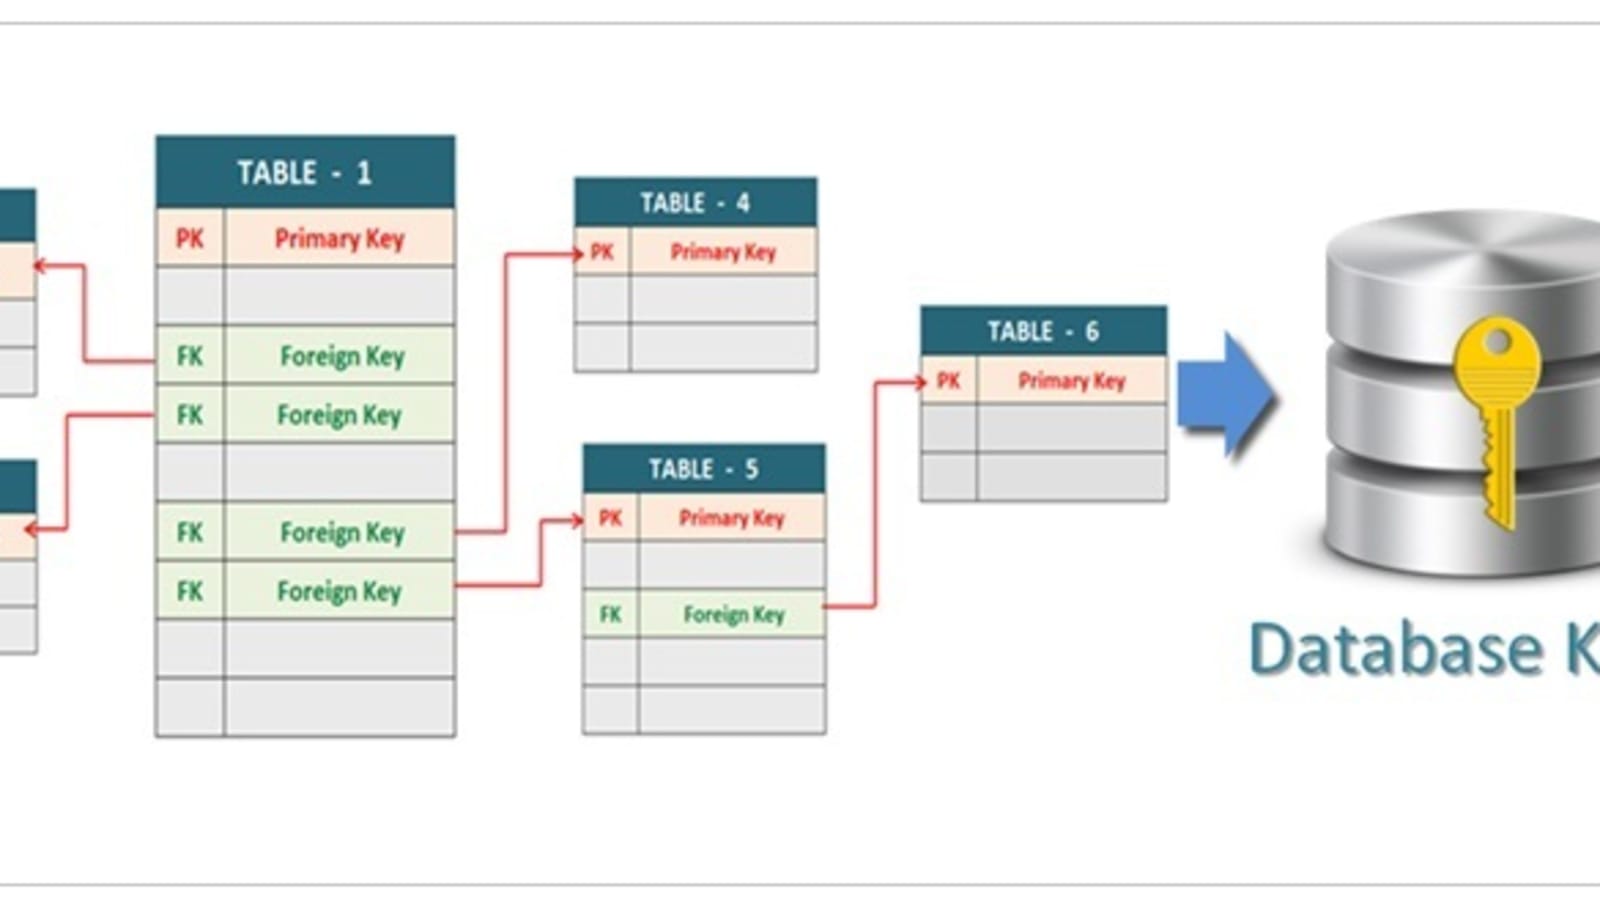 TABLE - 1
PK Primary Key
FK Foreign Key
FK Foreign Key
FK Foreign Key
FK Foreign Key
TABLE - 4
PK Primary Key
TABLE - 5
PK Primary Key
FK Foreign Key
TABLE - 6
PK Primary Key
Database K